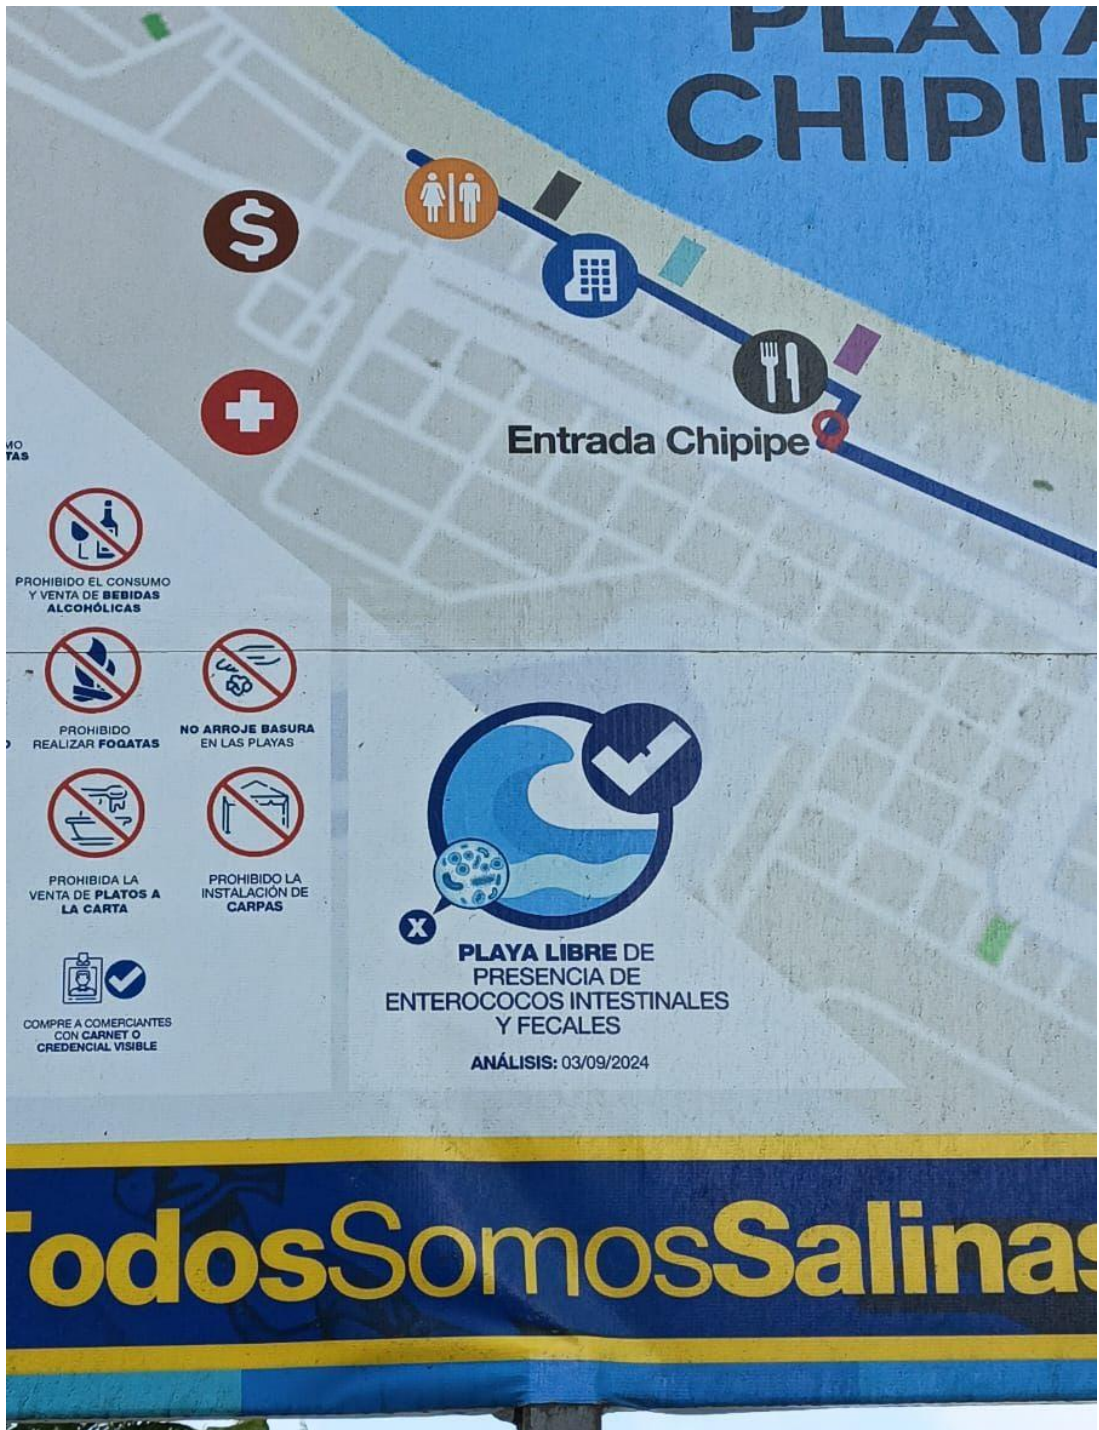 PLAYA
CHIPIP
$
Entrada Chipipe
MO
TAS
PROHIBIDO EL CONSUMO
Y VENTA DE BEBIDAS
ALCOHÓLICAS
PROHIBIDO
REALIZAR FOGATAS
NO ARROJE BASURA
EN LAS PLAYAS
O
PROHIBIDA LA
VENTA DE PLATOS A
LA CARTA
PROHIBIDO LA
INSTALACIÓN DE
CARPAS
COMPRE A COMERCIANTES
CON CARNET O
CREDENCIAL VISIBLE
X
PLAYA LIBRE DE
PRESENCIA DE
ENTEROCOCOS INTESTINALES
Y FECALES
ANÁLISIS: 03/09/2024
TodosSomosSalinas